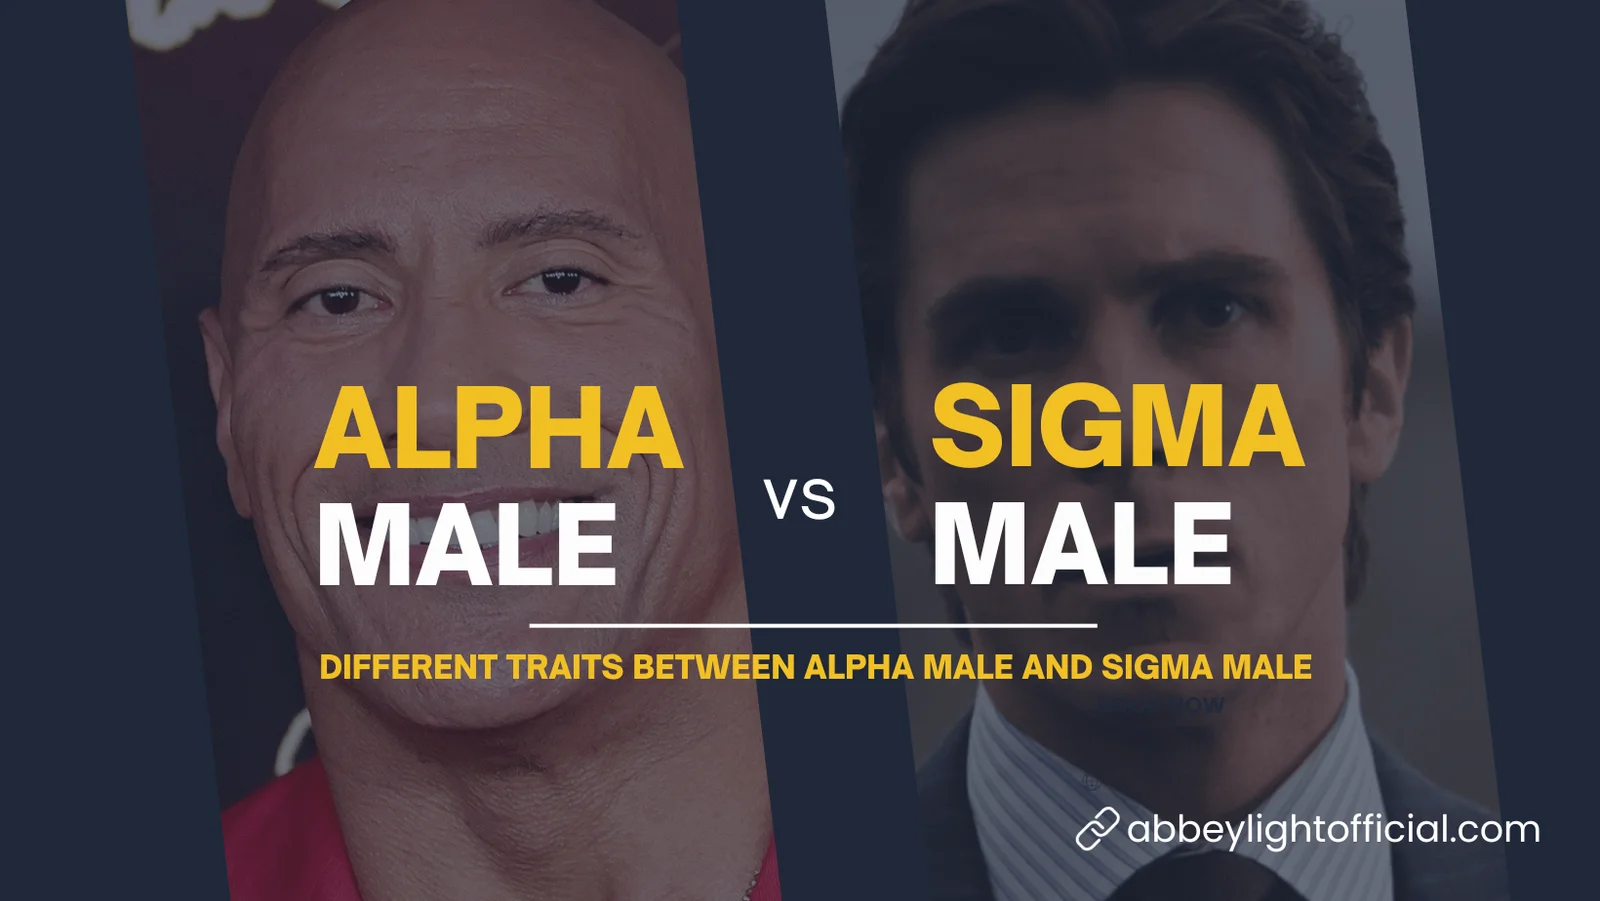 ALPHA
MALE
vs
SIGMA
MALE
DIFFERENT TRAITS BETWEEN ALPHA MALE AND SIGMA MALE
abbeylightofficial.com